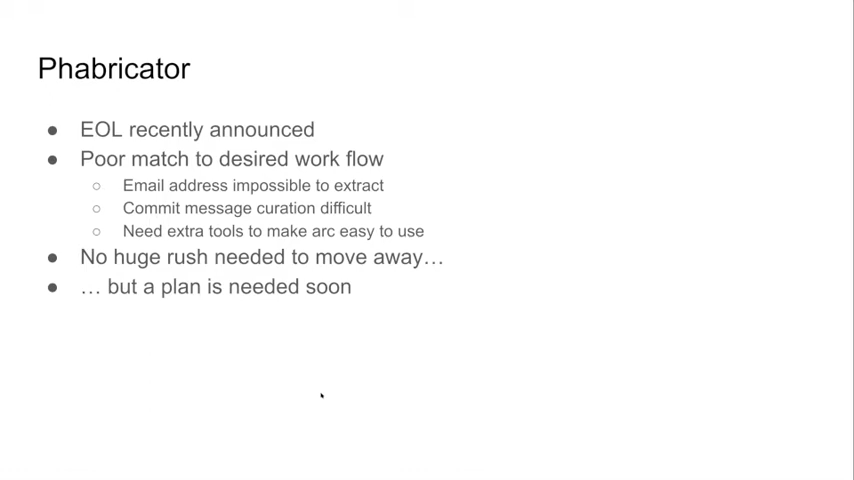 Phabricator
● EOL recently announced
● Poor match to desired work flow
○ Email address impossible to extract
○ Commit message curation difficult
○ Need extra tools to make arc easy to use
● No huge rush needed to move away…
● … but a plan is needed soon